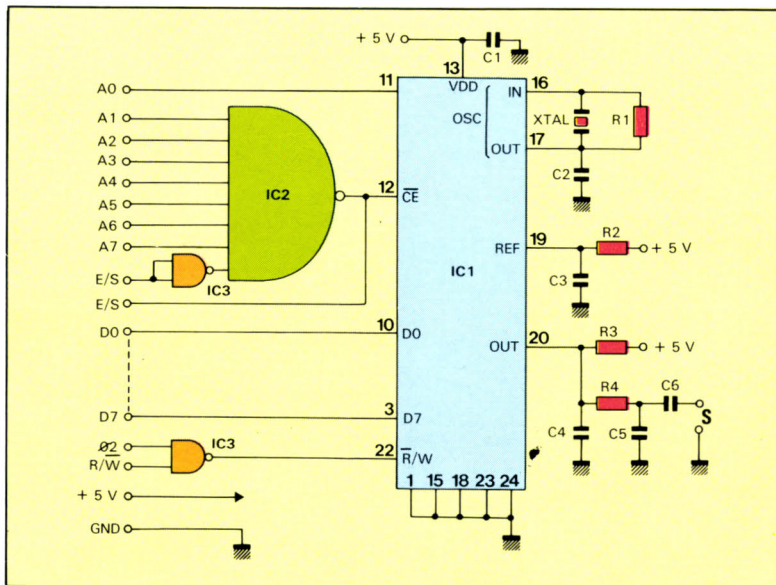 + 5 V
C1
13
VDD
A0
11
16
IN
A1
OSC
XTAL
R1
A2
17
OUT
A3
C2
A4
IC2
12
CE
A5
A6
19
R2
A7
REF
+ 5 V
E/S
IC3
IC1
C3
E/S
10
20
R3
D0
D0
OUT
+ 5 V
R4
C6
3
S
D7
D7
C4
C5
Ø2
IC3
22
R/W
R/W
+ 5 V
1 15 18 23 24
GND